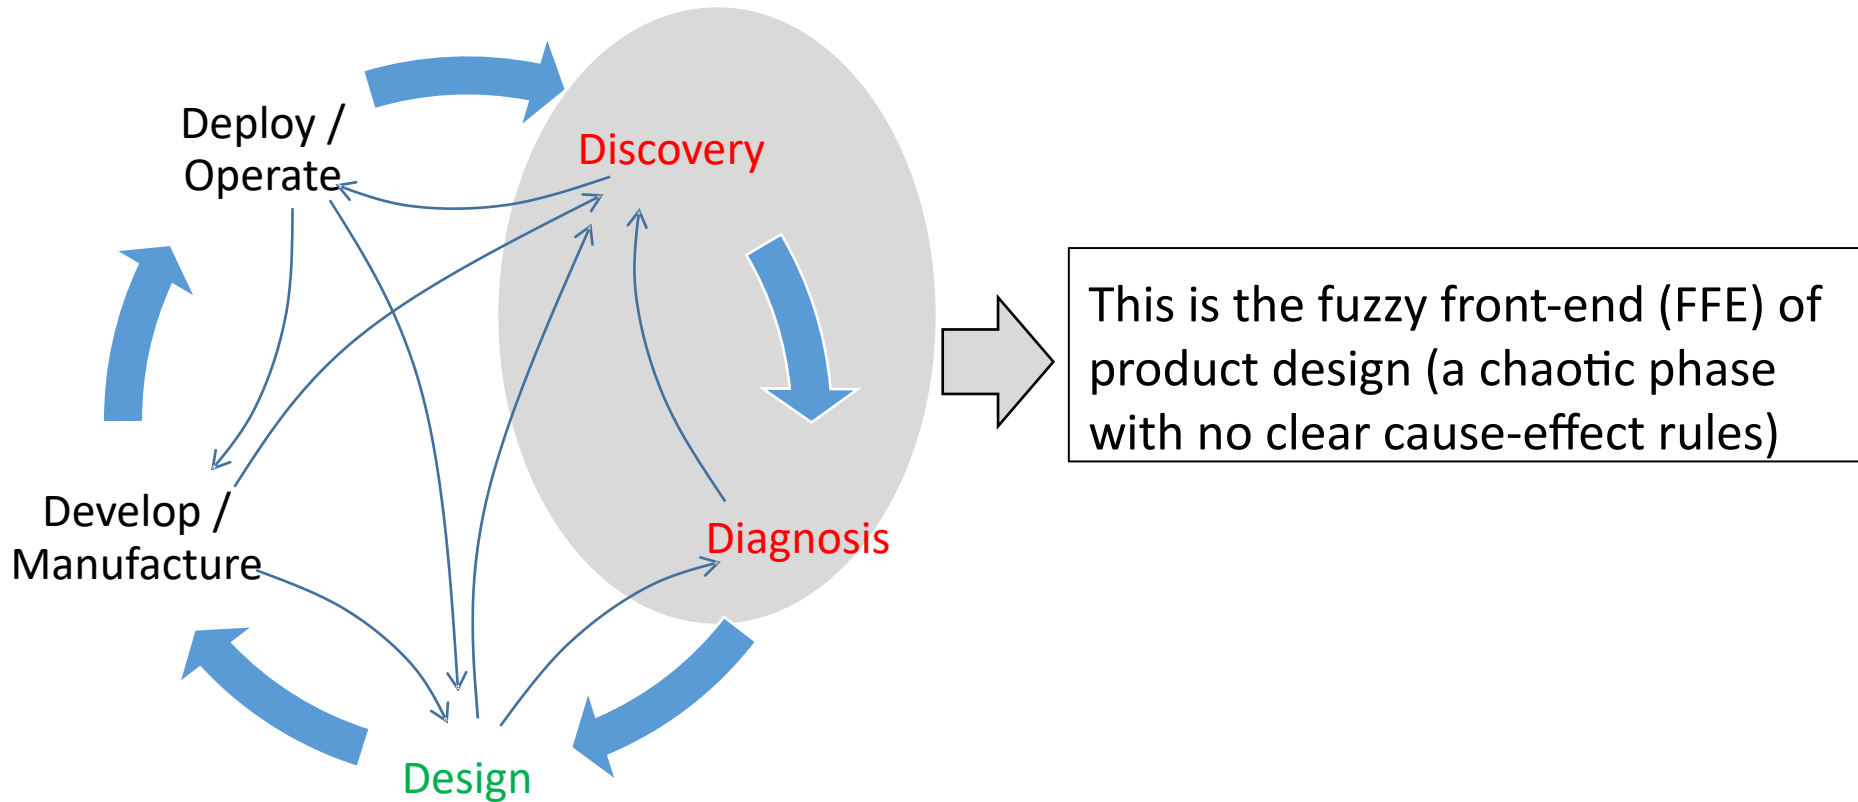 Deploy /
Operate
Discovery
Develop /
Manufacture
Diagnosis
Design
This is the fuzzy front-end (FFE) of
product design (a chaotic phase
with no clear cause-effect rules)